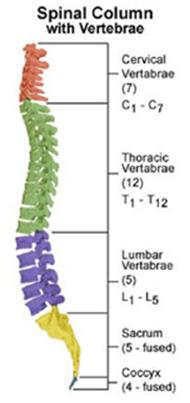 Spinal Column
with Vertebrae
Cervical
Vertabrae
(7)
C1 - C7
Thoracic
Vertabrae
(12)
T1 - T12
Lumbar
Vertabrae
(5)
L1 - L5
Sacrum
(5 - fused)
Coccyx
(4 - fused)